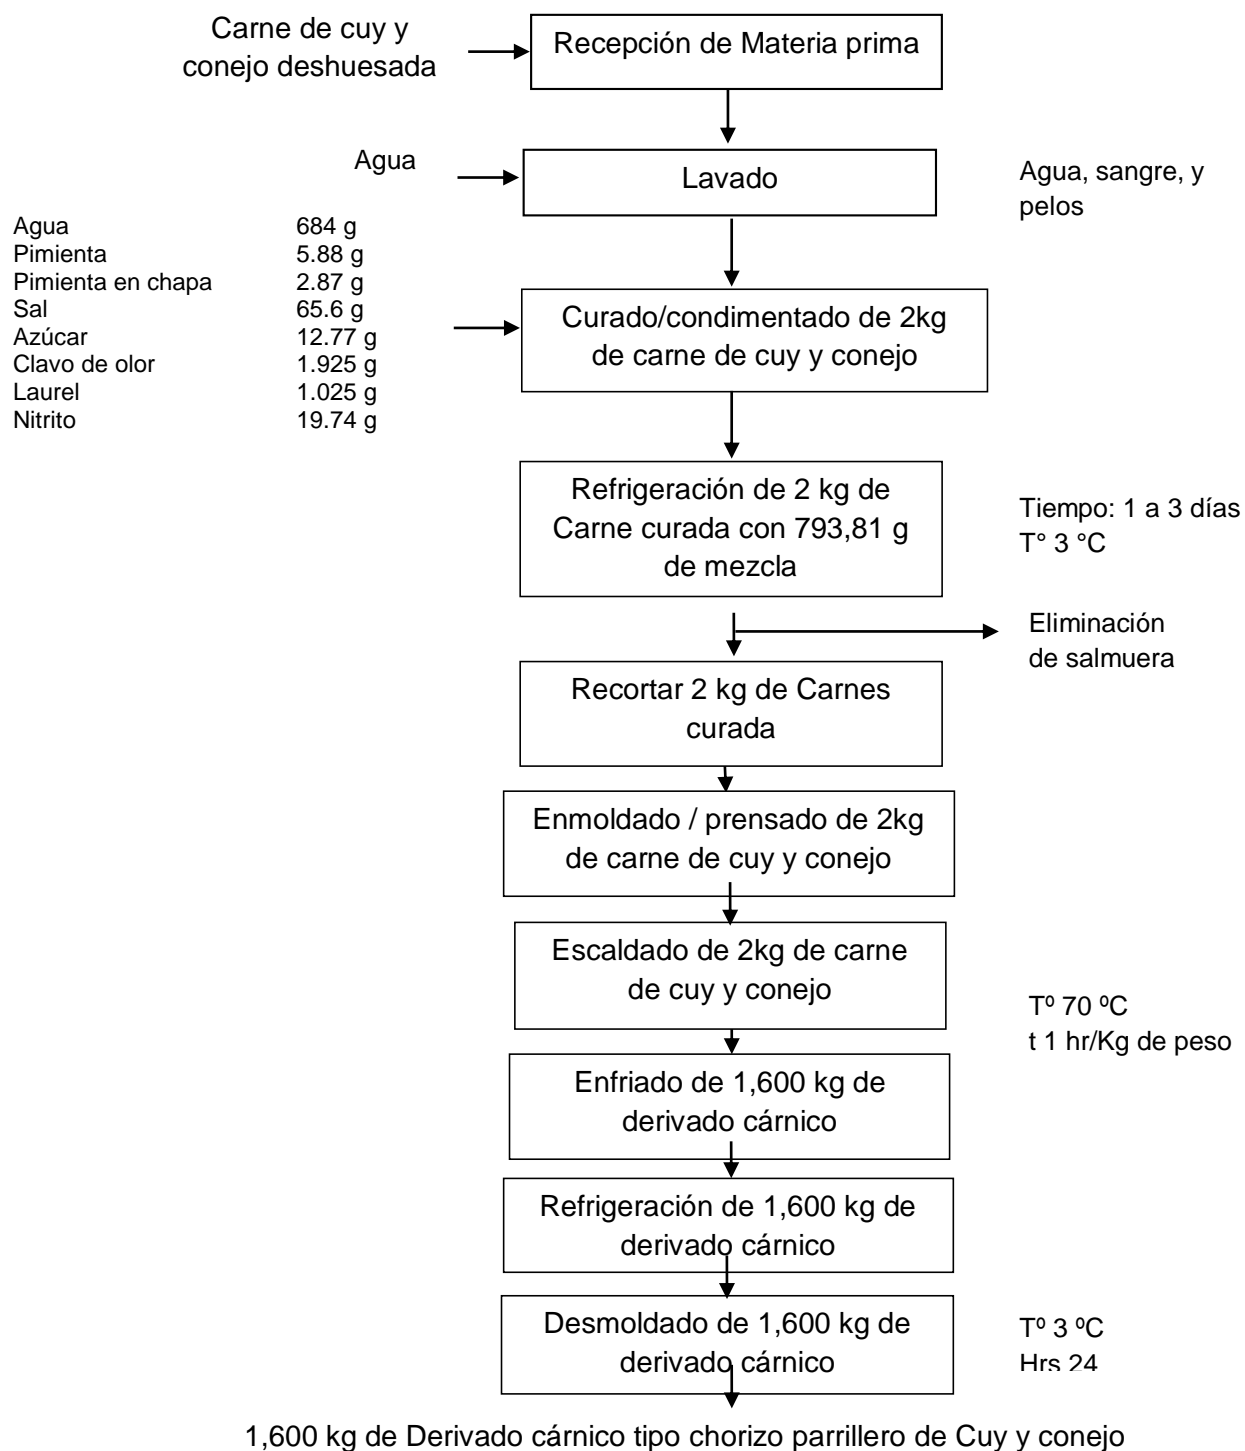 Carne de cuy y
conejo deshuesada
Recepción de Materia prima
Agua
Lavado
Agua, sangre, y
pelos
Agua 684 g
Pimienta 5.88 g
Pimienta en chapa 2.87 g
Sal 65.6 g
Azúcar 12.77 g
Clavo de olor 1.925 g
Laurel 1.025 g
Nitrito 19.74 g
Curado/condimentado de 2kg
de carne de cuy y conejo
Refrigeración de 2 kg de
Carne curada con 793,81 g
de mezcla
Tiempo: 1 a 3 días
T° 3 °C
Eliminación
de salmuera
Recortar 2 kg de Carnes
curada
Enmoldado / prensado de 2kg
de carne de cuy y conejo
Escaldado de 2kg de carne
de cuy y conejo
Tº 70 ºC
t 1 hr/Kg de peso
Enfriado de 1,600 kg de
derivado cárnico
Refrigeración de 1,600 kg de
derivado cárnico
Desmoldado de 1,600 kg de
derivado cárnico
Tº 3 ºC
Hrs 24
1,600 kg de Derivado cárnico tipo chorizo parrillero de Cuy y conejo